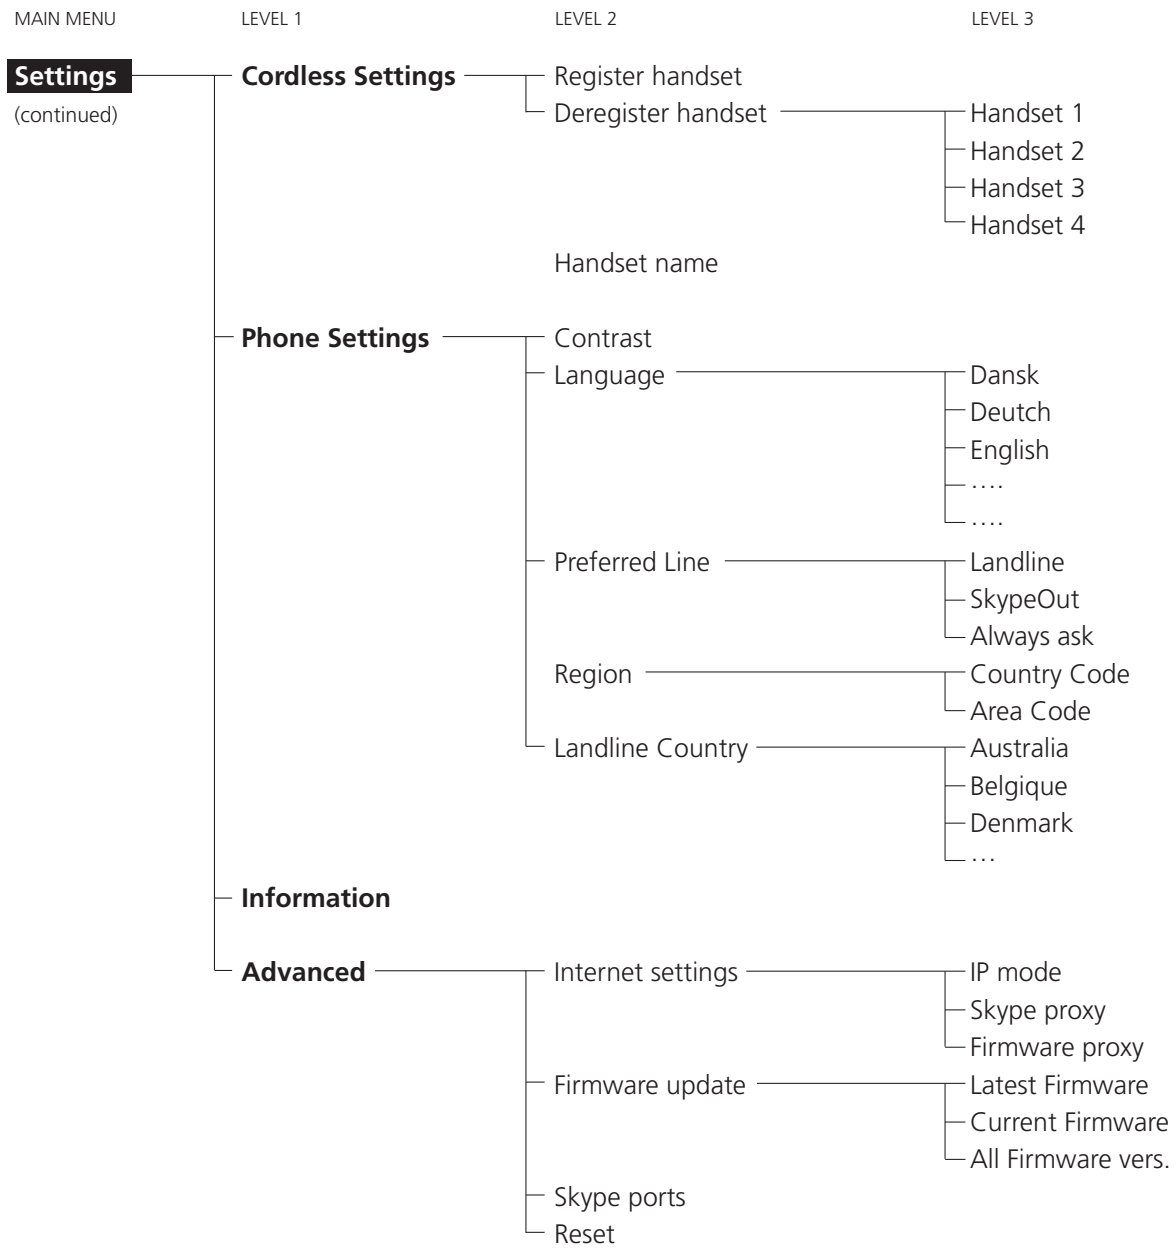 MAIN MENU LEVEL 1 LEVEL 2 LEVEL 3
Settings Cordless Settings Register handset
(continued) Deregister handset Handset 1
Handset 2
Handset 3
Handset 4
Handset name
Phone Settings Contrast
Language Dansk
Deutch
English
....
....
Preferred Line Landline
SkypeOut
Always ask
Region Country Code
Area Code
Landline Country Australia
Belgique
Denmark
...
Information
Advanced Internet settings IP mode
Skype proxy
Firmware proxy
Firmware update Latest Firmware
Current Firmware
All Firmware vers.
Skype ports
Reset